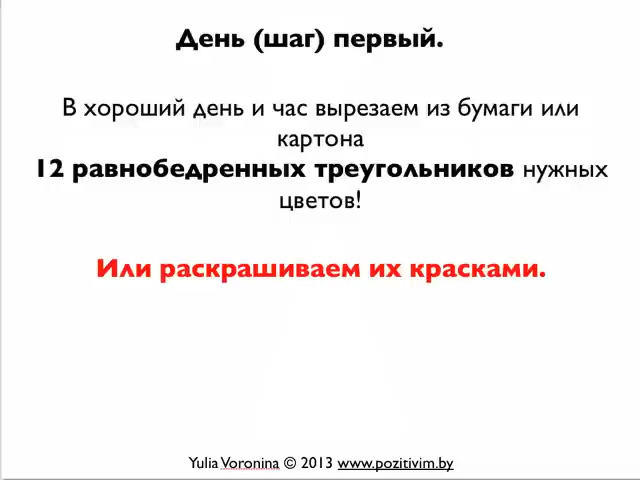 День (шаг) первый.
В хороший день и час вырезаем из бумаги или
картона
12 равнобедренных треугольников нужных
цветов!
Или раскрашиваем их красками.
Yulia Voronina © 2013 www.pozitivim.by